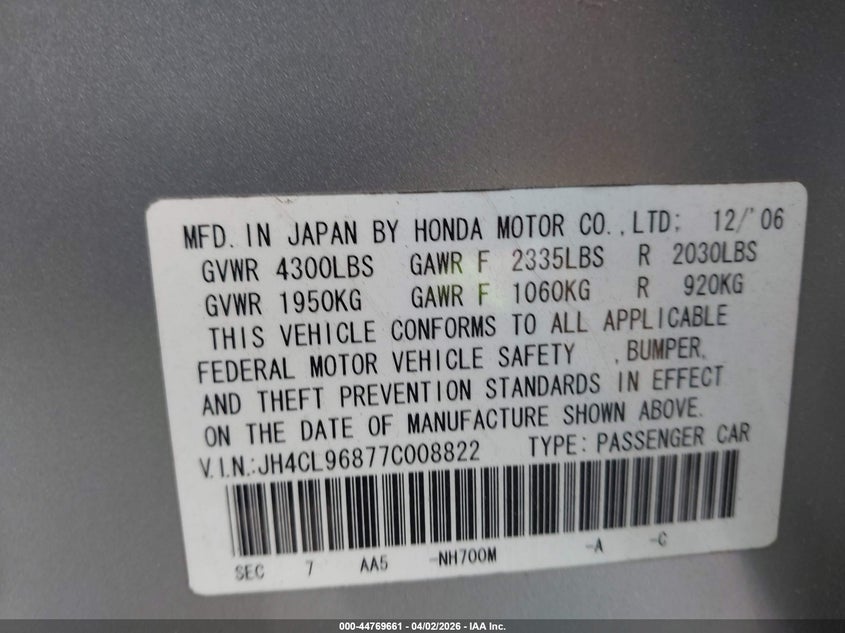 MFD. IN JAPAN BY HONDA MOTOR CO., LTD; 12/'06
GVWR 4300LBS GAWR F 2335LBS R 2030LBS
GVWR 1950KG GAWR F 1060KG R 920KG
THIS VEHICLE CONFORMS TO ALL APPLICABLE
FEDERAL MOTOR VEHICLE SAFETY , BUMPER,
AND THEFT PREVENTION STANDARDS IN EFFECT
ON THE DATE OF MANUFACTURE SHOWN ABOVE.
V.I.N.:JH4CL96877C008822 TYPE: PASSENGER CAR
SEC 7 AA5 -NH700M -A -C
000-44769661 - 04/02/2026 - IAA Inc.